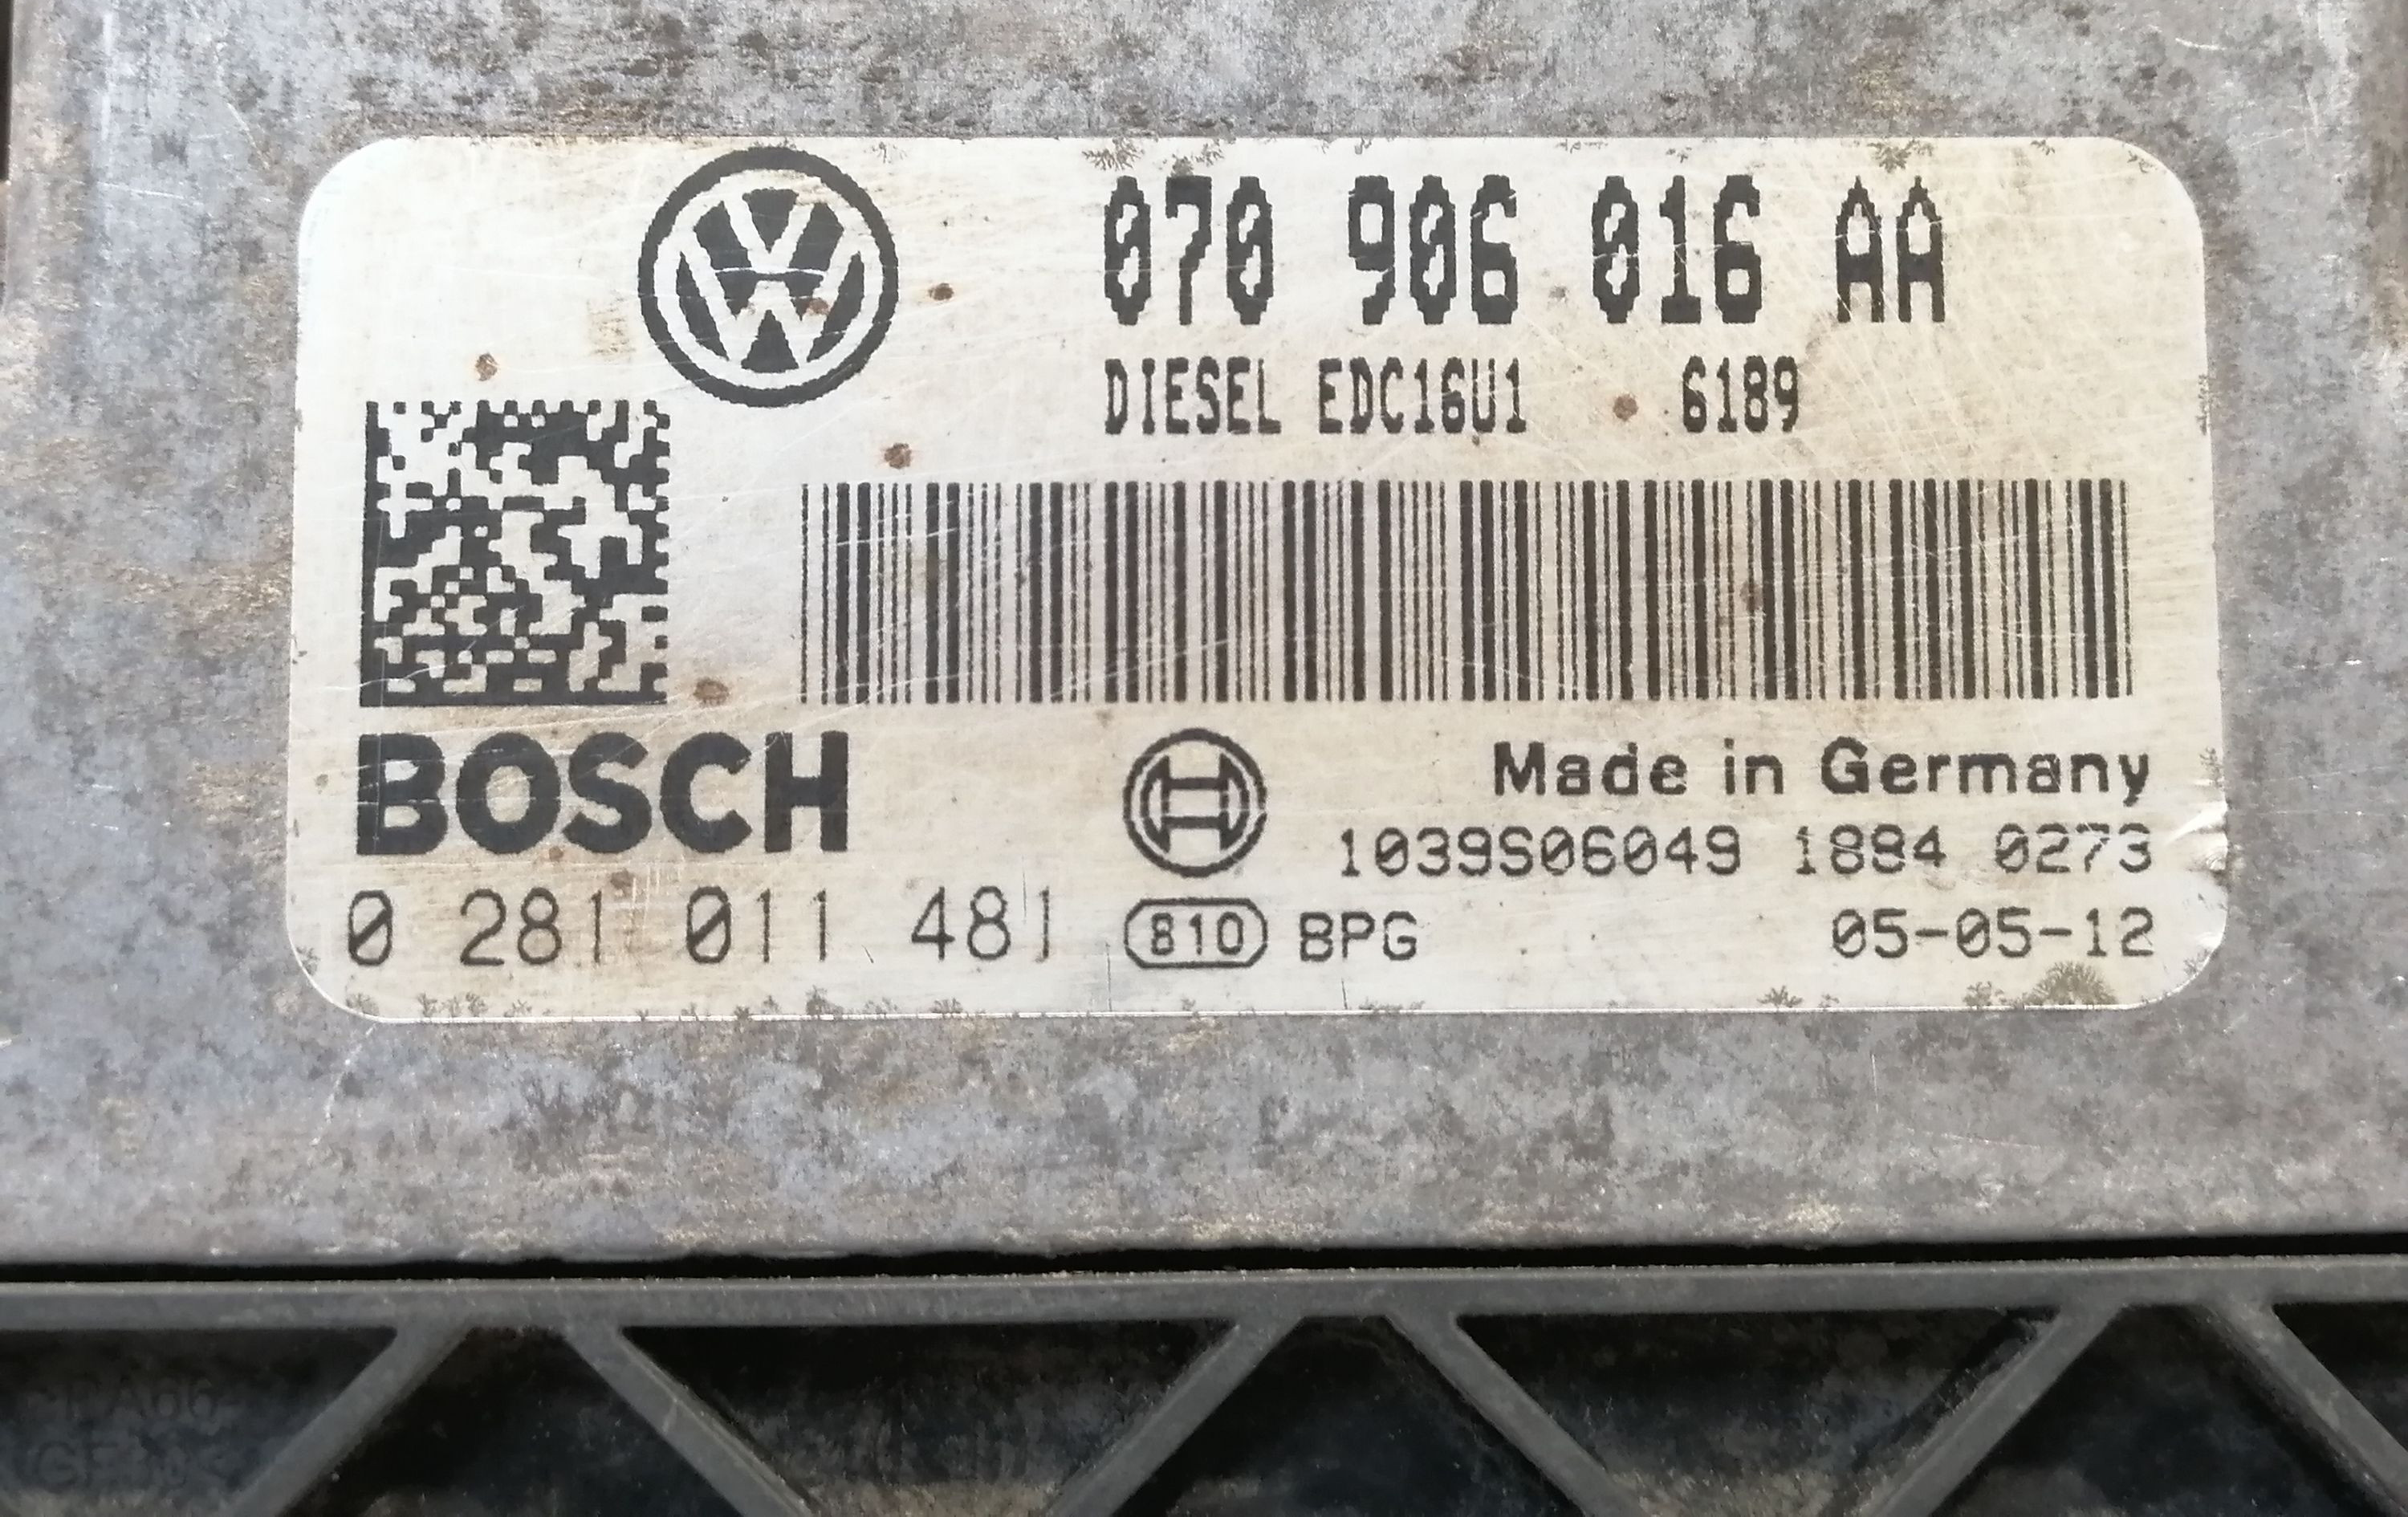 070 906 016 AA
DIESEL EDC16U1 6189
BOSCH
Made in Germany
1039S06049 1894 0273
0 281 011 481
810 BPG
05-05-12